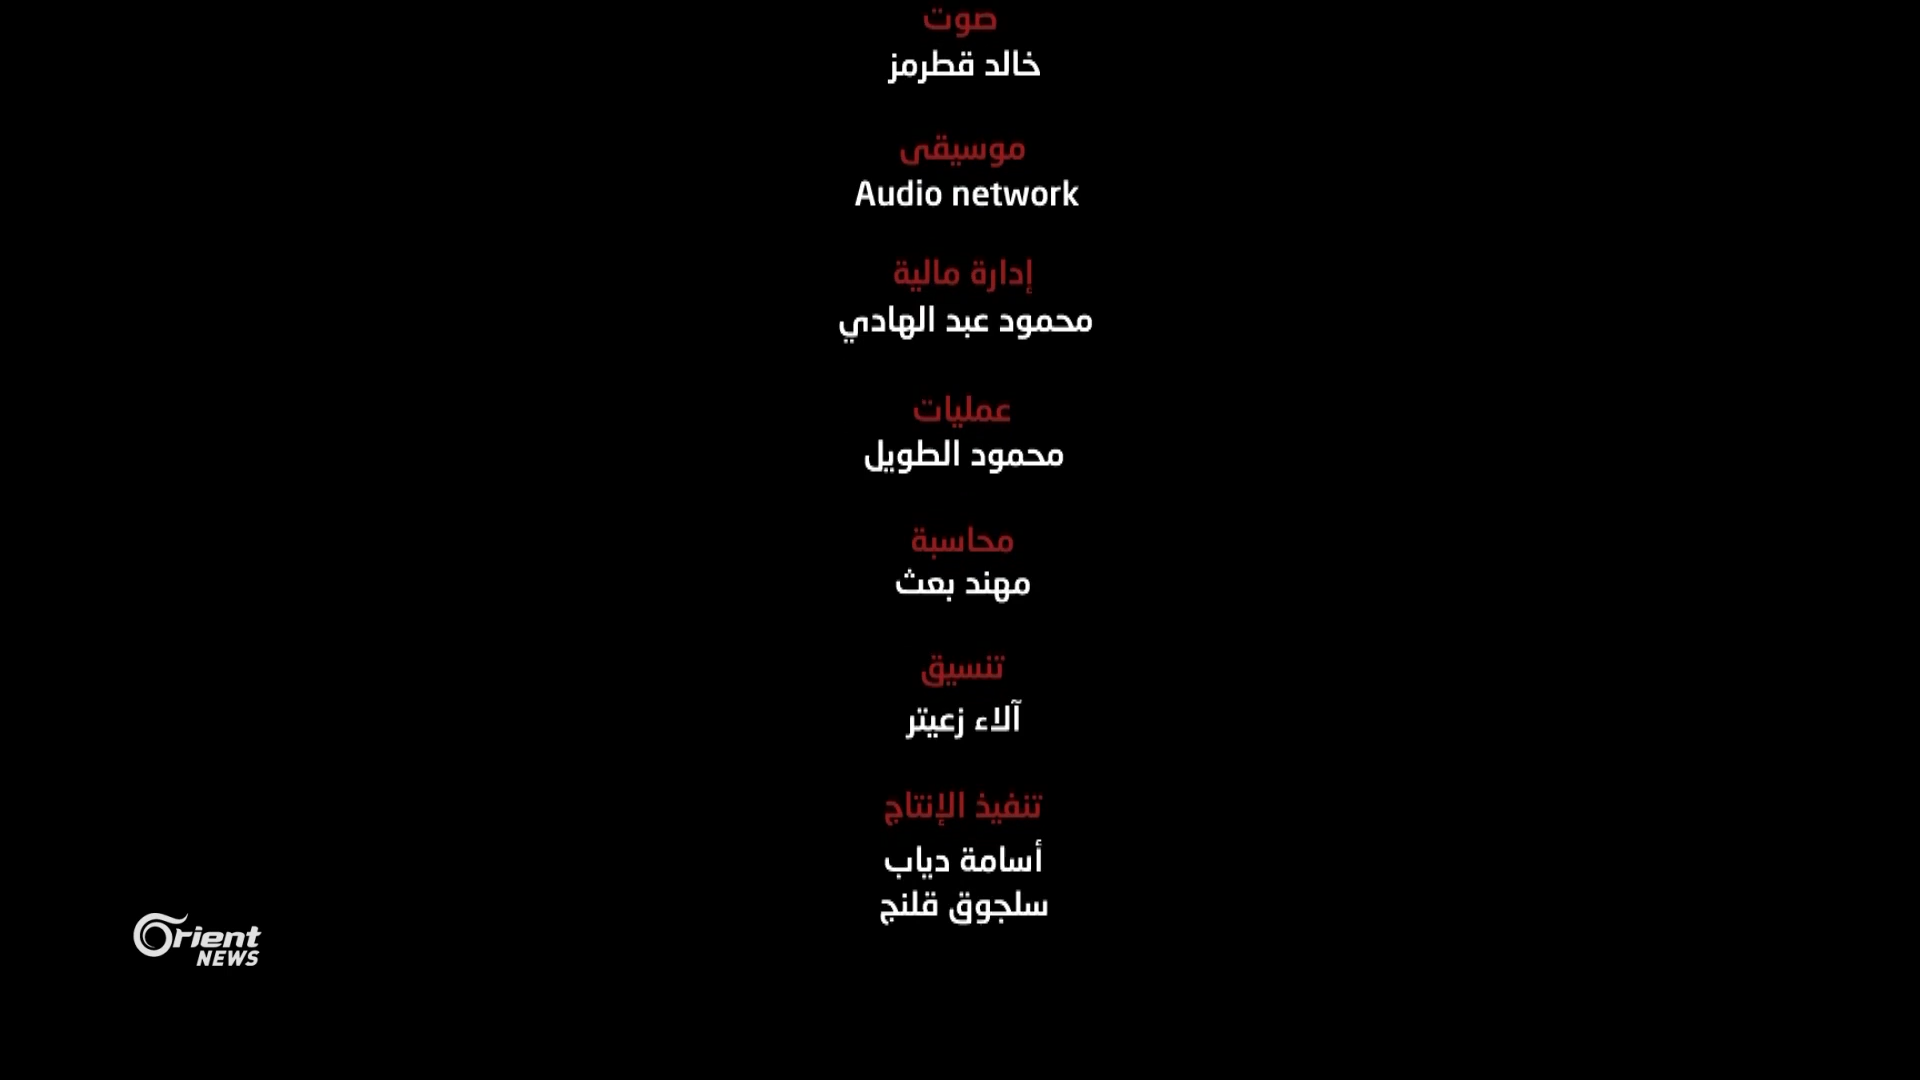 صوت
خالد قطرمز
موسيقى
Audio network
إدارة مالية
محمود عبد الهادي
عمليات
محمود الطويل
محاسبة
مهند بعث
تنسيق
آلاء زعيتر
تنفيذ الإنتاج
أسامة دياب
سلجوق قلنج
Orient
NEWS